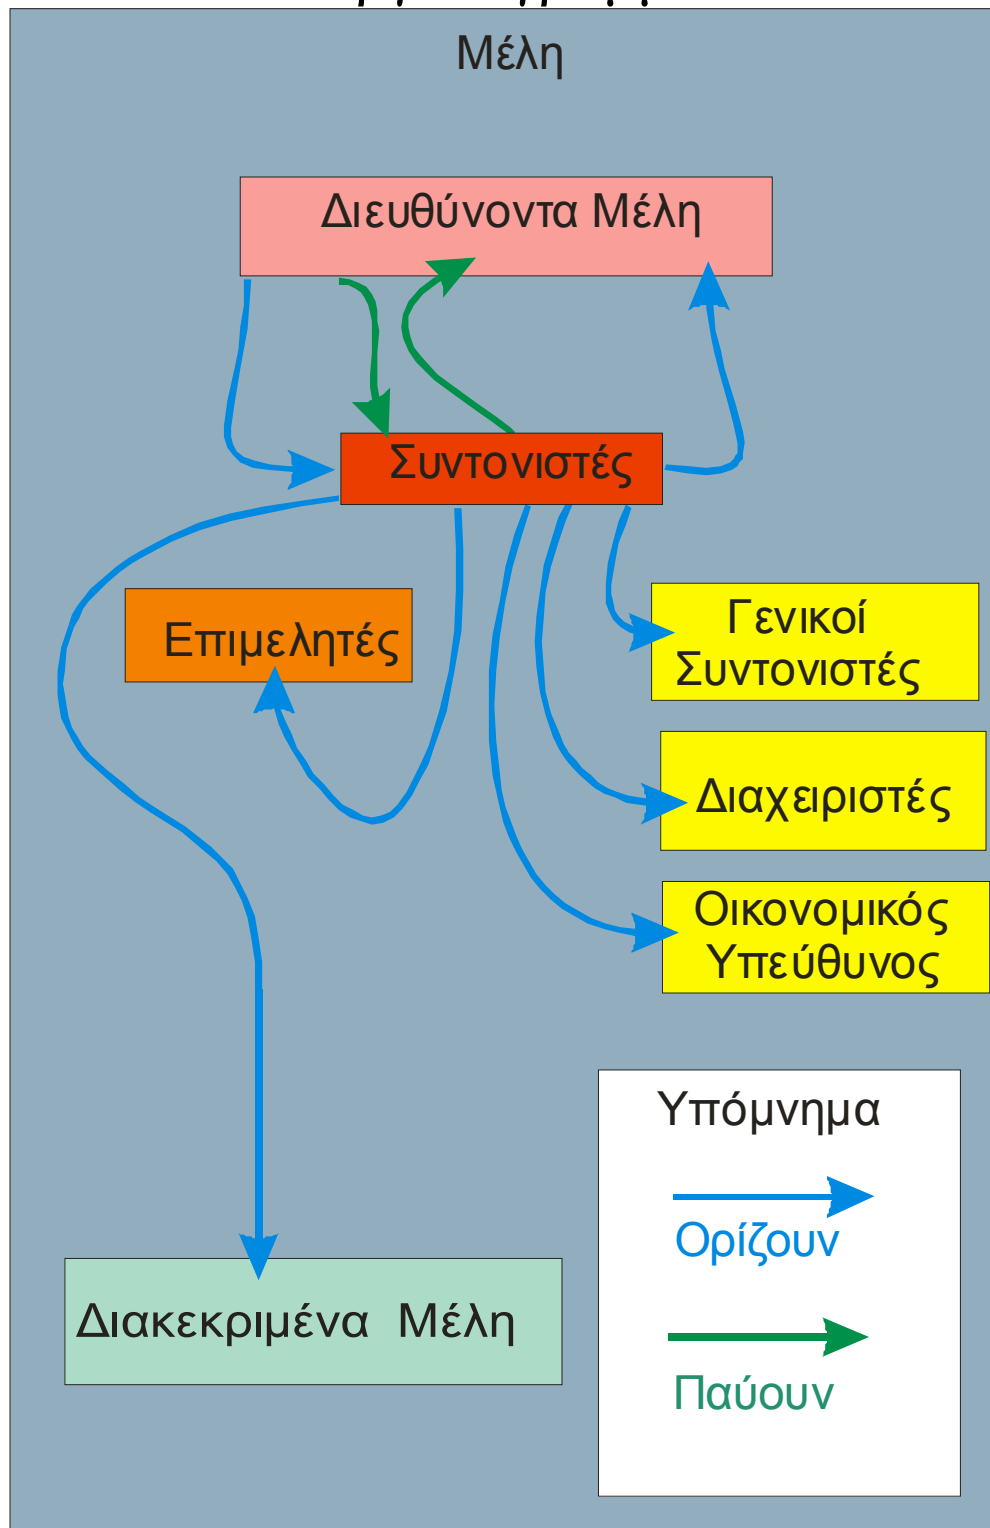 Μέλη
Διευθύνοντα Μέλη
Συντονιστές
Επιμελητές
Γενικοί
Συντονιστές
Διαχειριστές
Οικονομικός
Υπεύθυνος
Υπόμνημα
Ορίζουν
Παύουν
Διακεκριμένα Μέλη